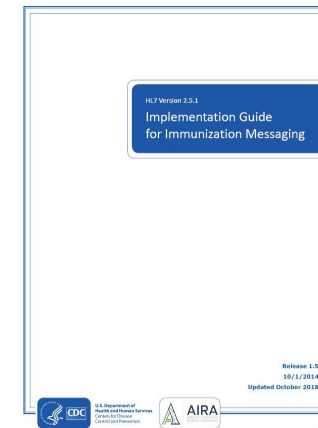 HL7 Version 2.5.1
Implementation Guide
for Immunization Messaging
Release 1.5
10/1/2014
Updated October 2018
CDC
U.S. Department of
Health and Human Services
Centers for Disease
Control and Prevention
AIRA